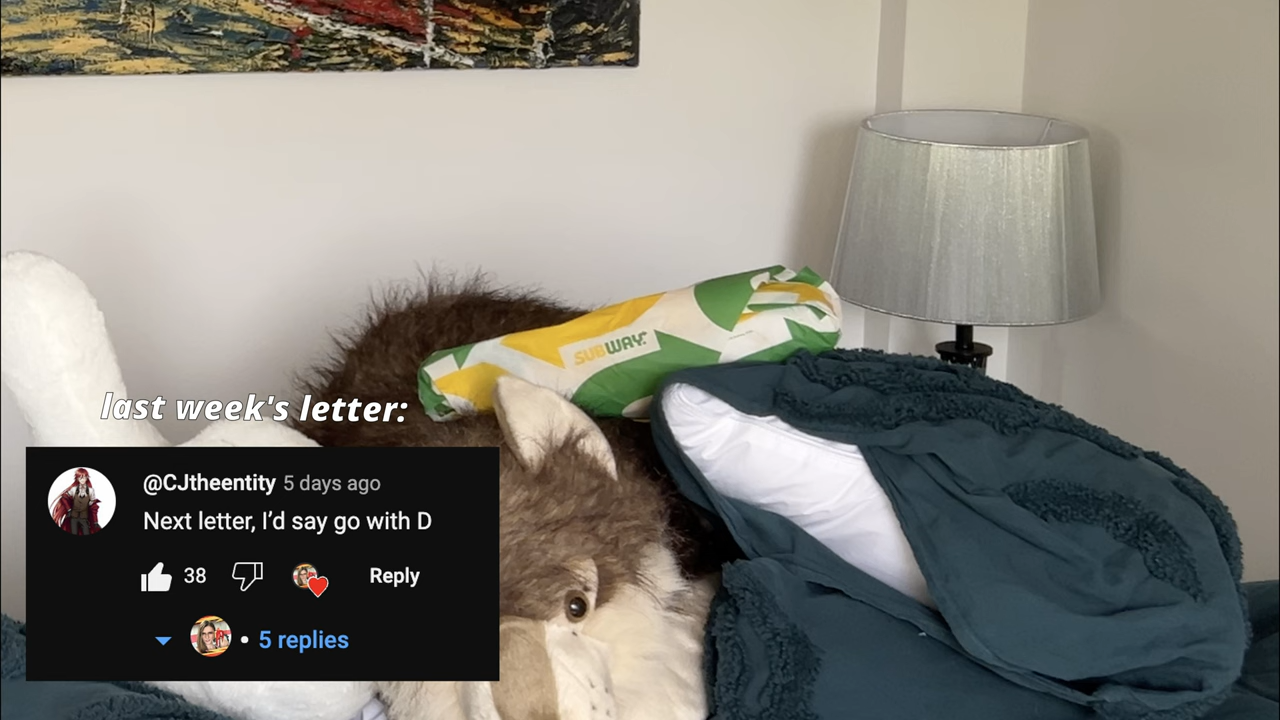 SUBWAY
last week's letter:
@CJtheentity 5 days ago
Next letter, I'd say go with D
38
Reply
• 5 replies